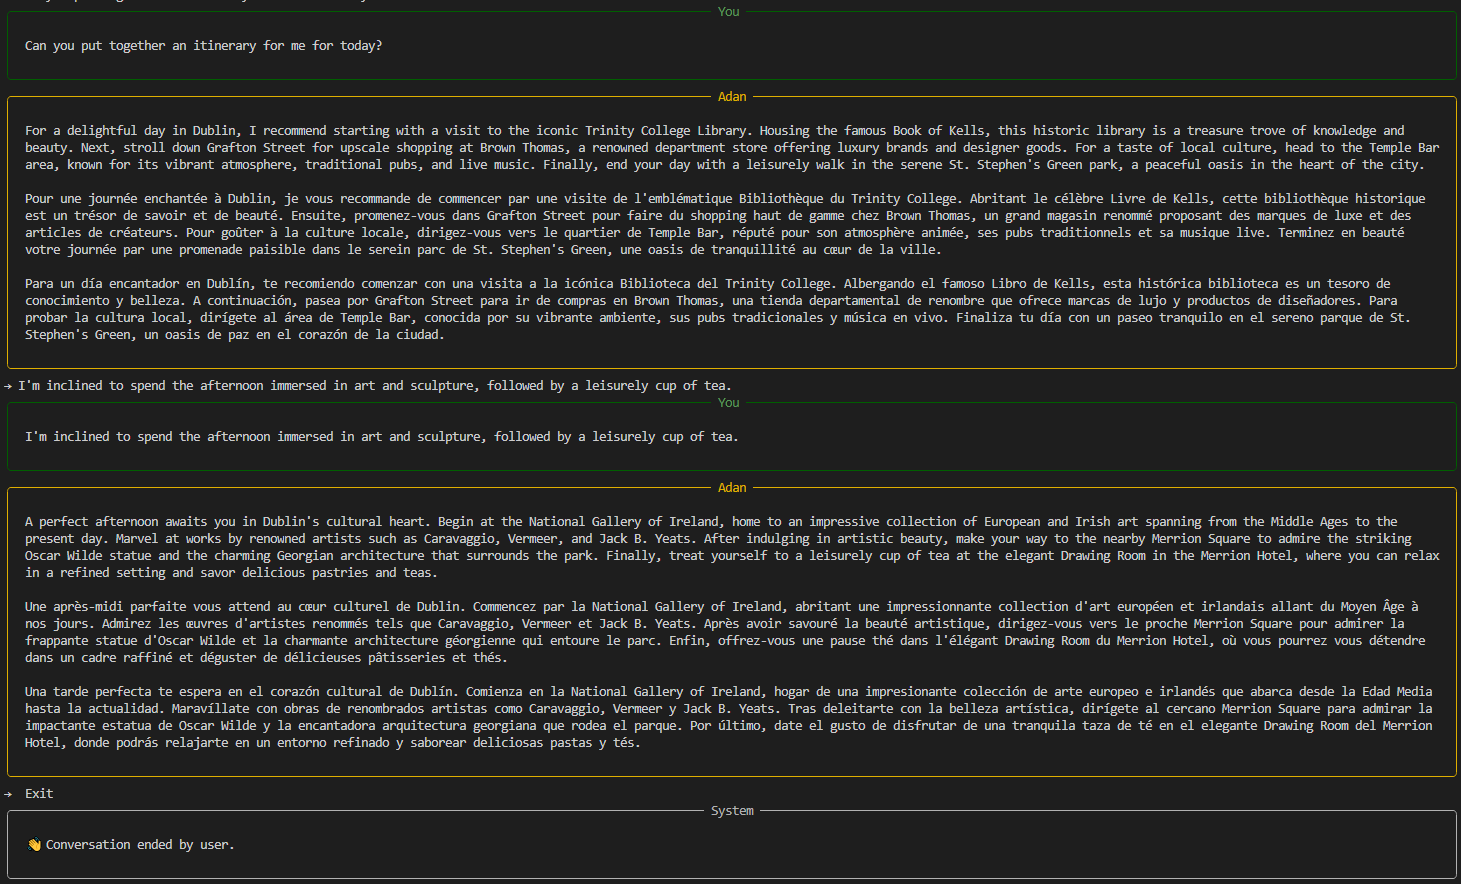 You
Can you put together an itinerary for me for today?
Adan
For a delightful day in Dublin, I recommend starting with a visit to the iconic Trinity College Library. Housing the famous Book of Kells, this historic library is a treasure trove of knowledge and
beauty. Next, stroll down Grafton Street for upscale shopping at Brown Thomas, a renowned department store offering luxury brands and designer goods. For a taste of local culture, head to the Temple Bar
area, known for its vibrant atmosphere, traditional pubs, and live music. Finally, end your day with a leisurely walk in the serene St. Stephen's Green park, a peaceful oasis in the heart of the city.
Pour une journée enchantée à Dublin, je vous recommande de commencer par une visite de l'emblématique Bibliothèque du Trinity College. Abritant le célèbre Livre de Kells, cette bibliothèque historique
est un trésor de savoir et de beauté. Ensuite, promenez-vous dans Grafton Street pour faire du shopping haut de gamme chez Brown Thomas, un grand magasin renommé proposant des marques de luxe et des
articles de créateurs. Pour goûter à la culture locale, dirigez-vous vers le quartier de Temple Bar, réputé pour son atmosphère animée, ses pubs traditionnels et sa musique live. Terminez en beauté
votre journée par une promenade paisible dans le serein parc de St. Stephen's Green, une oasis de tranquillité au cœur de la ville.
Para un día encantador en Dublín, te recomiendo comenzar con una visita a la icónica Biblioteca del Trinity College. Albergando el famoso Libro de Kells, esta histórica biblioteca es un tesoro de
conocimiento y belleza. A continuación, pasea por Grafton Street para ir de compras en Brown Thomas, una tienda departamental de renombre que ofrece marcas de lujo y productos de diseñadores. Para
probar la cultura local, dirígete al área de Temple Bar, conocida por su vibrante ambiente, sus pubs tradicionales y música en vivo. Finaliza tu día con un paseo tranquilo en el sereno parque de St.
Stephen's Green, un oasis de paz en el corazón de la ciudad.
→ I'm inclined to spend the afternoon immersed in art and sculpture, followed by a leisurely cup of tea.
You
I'm inclined to spend the afternoon immersed in art and sculpture, followed by a leisurely cup of tea.
Adan
A perfect afternoon awaits you in Dublin's cultural heart. Begin at the National Gallery of Ireland, home to an impressive collection of European and Irish art spanning from the Middle Ages to the
present day. Marvel at works by renowned artists such as Caravaggio, Vermeer, and Jack B. Yeats. After indulging in artistic beauty, make your way to the nearby Merrion Square to admire the striking
Oscar Wilde statue and the charming Georgian architecture that surrounds the park. Finally, treat yourself to a leisurely cup of tea at the elegant Drawing Room in the Merrion Hotel, where you can relax
in a refined setting and savor delicious pastries and teas.
Une après-midi parfaite vous attend au cœur culturel de Dublin. Commencez par la National Gallery of Ireland, abritant une impressionnante collection d'art européen et irlandais allant du Moyen Âge à
nos jours. Admirez les œuvres d'artistes renommés tels que Caravaggio, Vermeer et Jack B. Yeats. Après avoir savouré la beauté artistique, dirigez-vous vers le proche Merrion Square pour admirer la
frappante statue d'Oscar Wilde et la charmante architecture géorgienne qui entoure le parc. Enfin, offrez-vous une pause thé dans l'élégant Drawing Room du Merrion Hotel, où vous pourrez vous détendre
dans un cadre raffiné et déguster de délicieuses pâtisseries et thés.
Una tarde perfecta te espera en el corazón cultural de Dublín. Comienza en la National Gallery of Ireland, hogar de una impresionante colección de arte europeo e irlandés que abarca desde la Edad Media
hasta la actualidad. Maravíllate con obras de renombrados artistas como Caravaggio, Vermeer y Jack B. Yeats. Tras deleitarte con la belleza artística, dirígete al cercano Merrion Square para admirar la
impactante estatua de Oscar Wilde y la encantadora arquitectura georgiana que rodea el parque. Por último, date el gusto de disfrutar de una tranquila taza de té en el elegante Drawing Room del Merrion
Hotel, donde podrás relajarte en un entorno refinado y saborear deliciosas pastas y tés.
→ Exit
System
👋 Conversation ended by user.